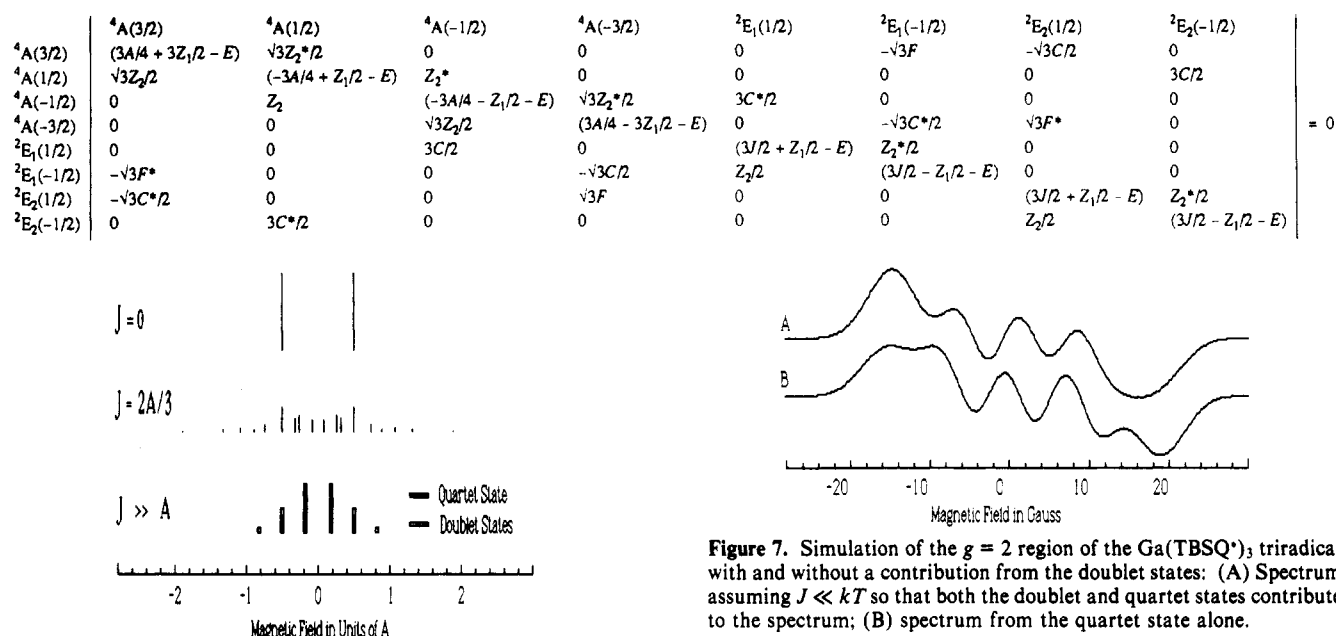 ⁴A(3/2) ⁴A(1/2) ⁴A(−1/2) ⁴A(−3/2) ²E₁(1/2) ²E₁(−1/2) ²E₂(1/2) ²E₂(−1/2)
⁴A(3/2) (3A/4 + 3Z₁/2 − E) √3Z₂*/2 0 0 0 −√3F −√3C/2 0
⁴A(1/2) √3Z₂/2 (−3A/4 + Z₁/2 − E) Z₂* 0 0 0 0 3C/2
⁴A(−1/2) 0 Z₂ (−3A/4 − Z₁/2 − E) √3Z₂*/2 3C*/2 0 0 0
⁴A(−3/2) 0 0 √3Z₂/2 (3A/4 − 3Z₁/2 − E) 0 −√3C*/2 √3F* 0 = 0
²E₁(1/2) 0 0 3C/2 0 (3J/2 + Z₁/2 − E) Z₂*/2 0 0
²E₁(−1/2) −√3F* 0 0 −√3C/2 Z₂/2 (3J/2 − Z₁/2 − E) 0 0
²E₂(1/2) −√3C*/2 0 0 √3F 0 0 (3J/2 + Z₁/2 − E) Z₂*/2
²E₂(−1/2) 0 3C*/2 0 0 0 0 Z₂/2 (3J/2 − Z₁/2 − E)
J = 0
J = 2A/3
J >> A
Quartet State
Doublet States
-2 -1 0 1 2
Magnetic Field in Units of A
A
B
-20 -10 0 10 20
Magnetic Field in Gauss
Figure 7. Simulation of the g = 2 region of the Ga(TBSQ•)₃ triradica
with and without a contribution from the doublet states: (A) Spectrum
assuming J ≪ kT so that both the doublet and quartet states contribute
to the spectrum; (B) spectrum from the quartet state alone.